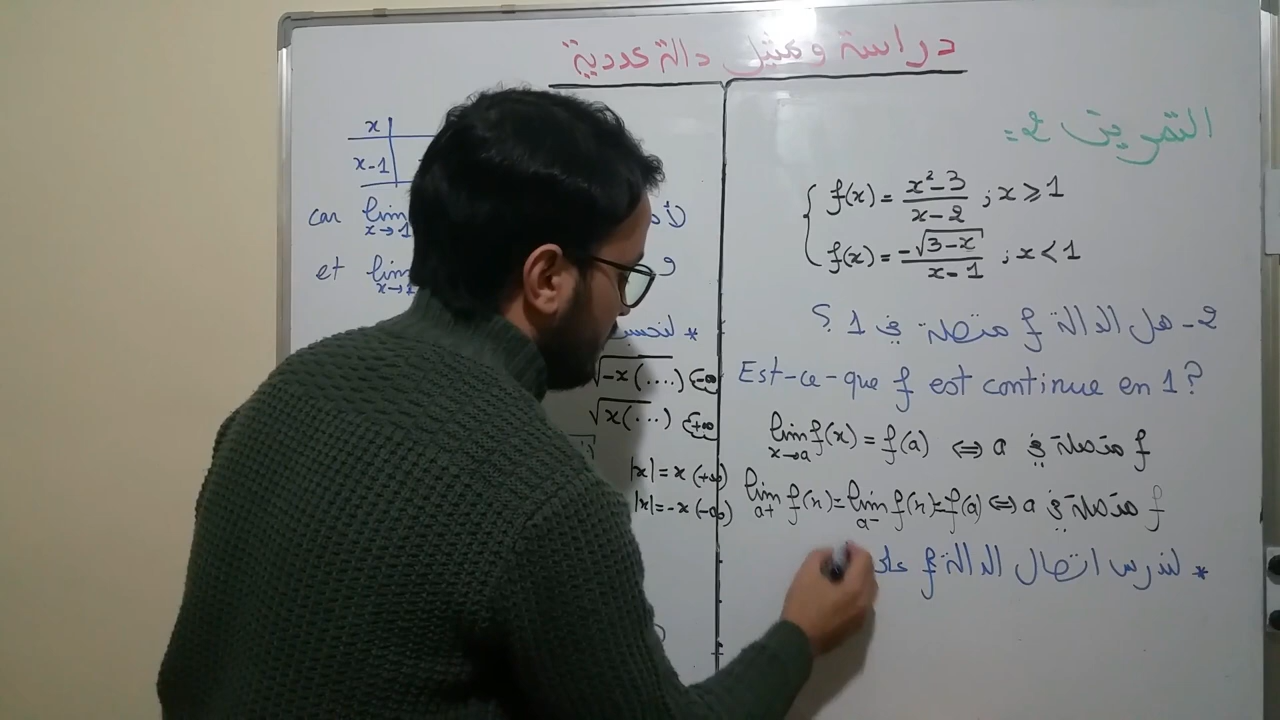 دراسة وتمثيل دالة عددية
التمرين 2:
f(x) = (x²-3)/(x-2) ; x ≥ 1
f(x) = -√(3-x)/(x-1) ; x < 1
2- هل الدالة f متصلة في 1 ؟
Est-ce-que f est continue en 1?
lim x→a f(x) = f(a) ⇔ a متصلة في f
lim a+ f(x) = lim a- f(x) = f(a) ⇔ a متصلة في f
* لندرس اتصال الدالة f
x
x-1
car lim x→1
et lim
* لنحسب
√-x(....) (-∞
√x(...) (+∞
|x| = x (+∞)
|x| = -x (-∞)